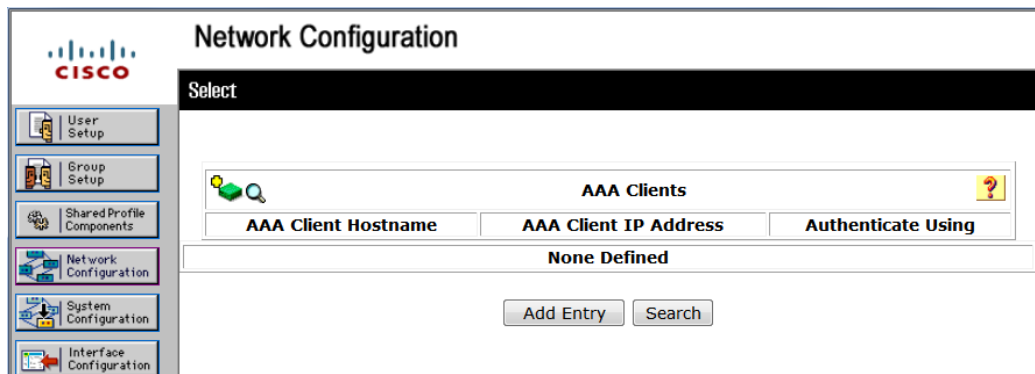 CISCO
Network Configuration
Select
User
Setup
Group
Setup
Shared Profile
Components
Network
Configuration
System
Configuration
Interface
Configuration
AAA Clients
?
AAA Client Hostname AAA Client IP Address Authenticate Using
None Defined
Add Entry Search